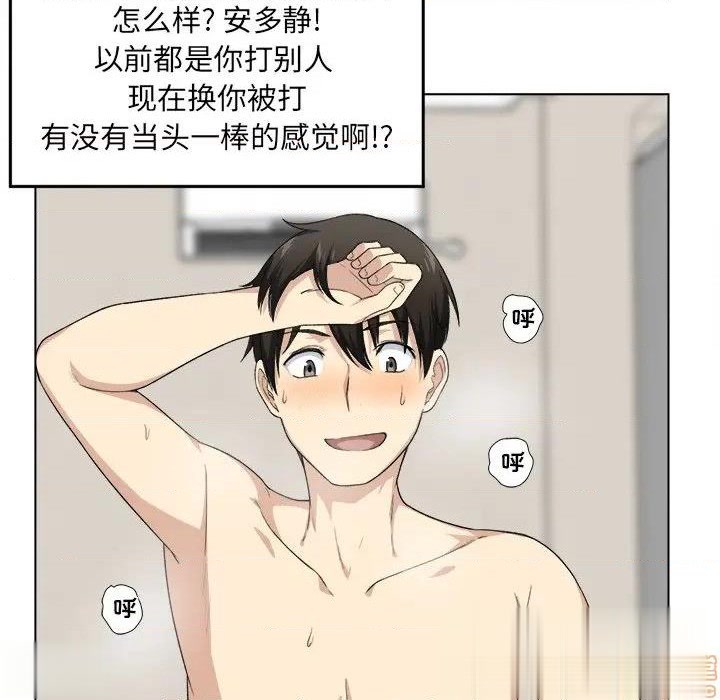 怎么样? 安多静!
以前都是你打别人
现在换你被打
有没有当头一棒的感觉啊!?
呼
呼
呼